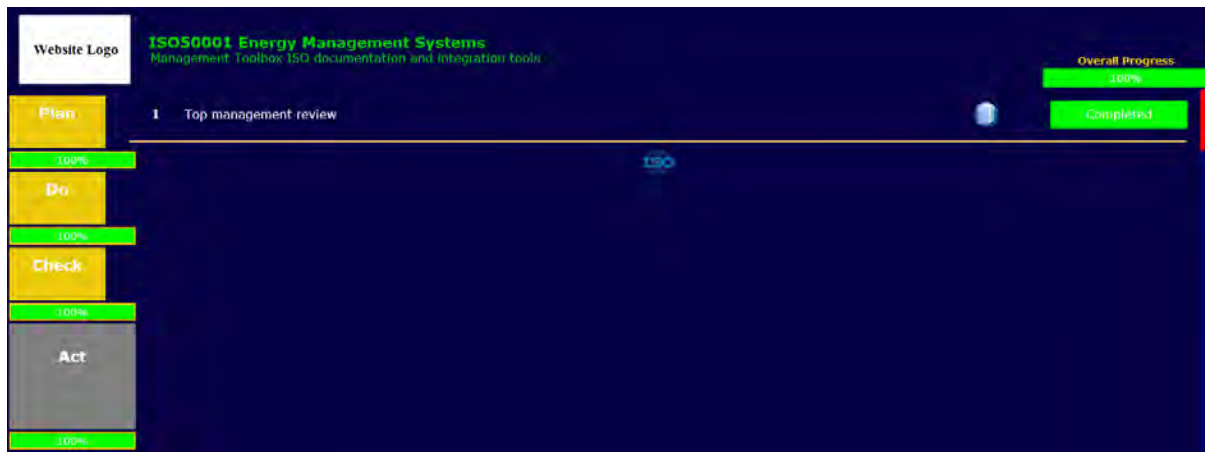 Website Logo
ISO50001 Energy Management Systems
Management Toolbox ISO documentation and integration tools
Overall Progress
100%
Plan
1 Top management review
Completed
100%
ISO
Do
100%
Check
100%
Act
100%